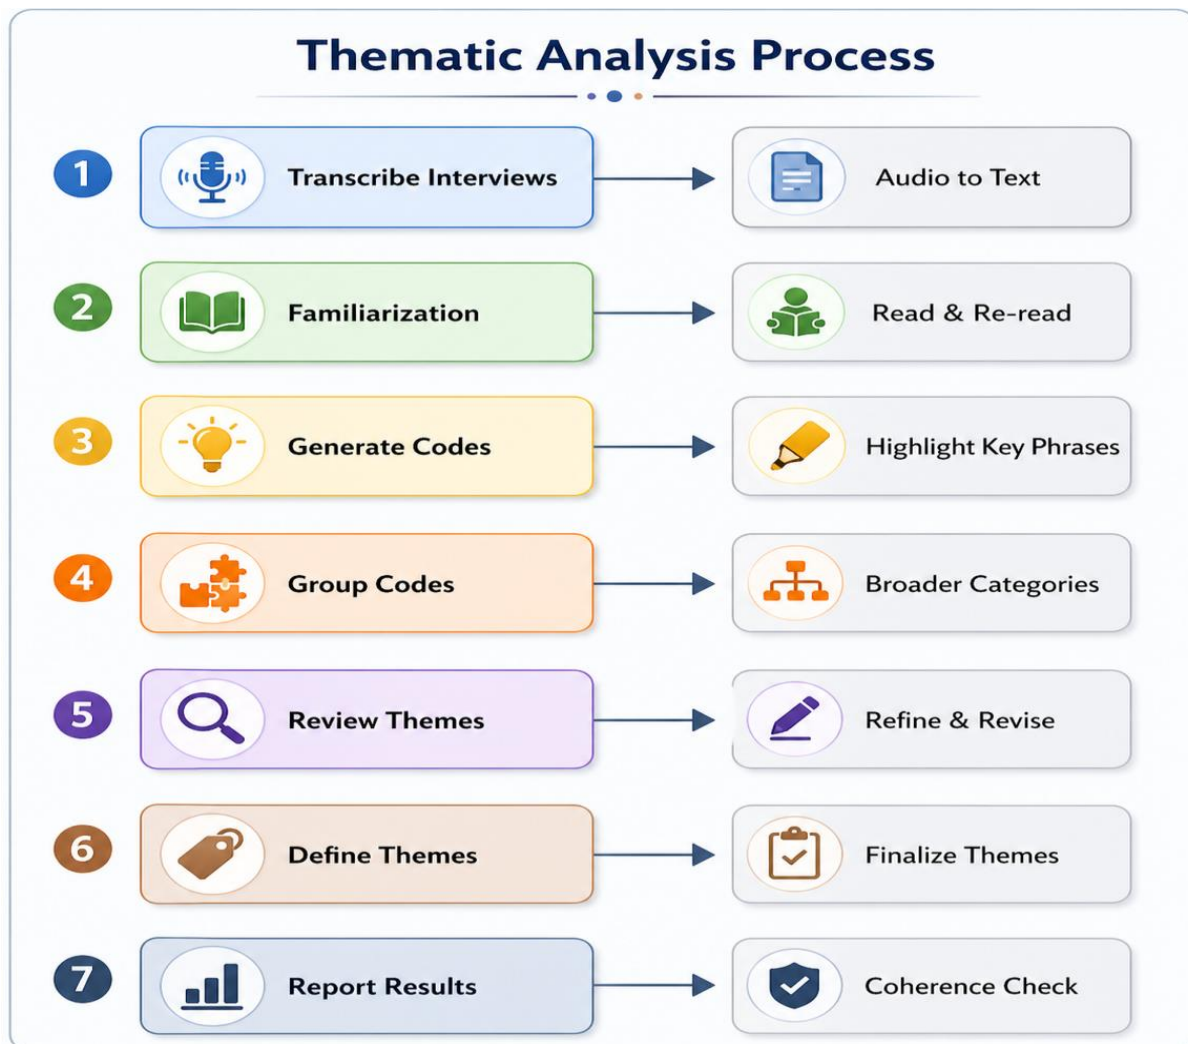 Thematic Analysis Process
1 Transcribe Interviews Audio to Text
2 Familiarization Read & Re-read
3 Generate Codes Highlight Key Phrases
4 Group Codes Broader Categories
5 Review Themes Refine & Revise
6 Define Themes Finalize Themes
7 Report Results Coherence Check